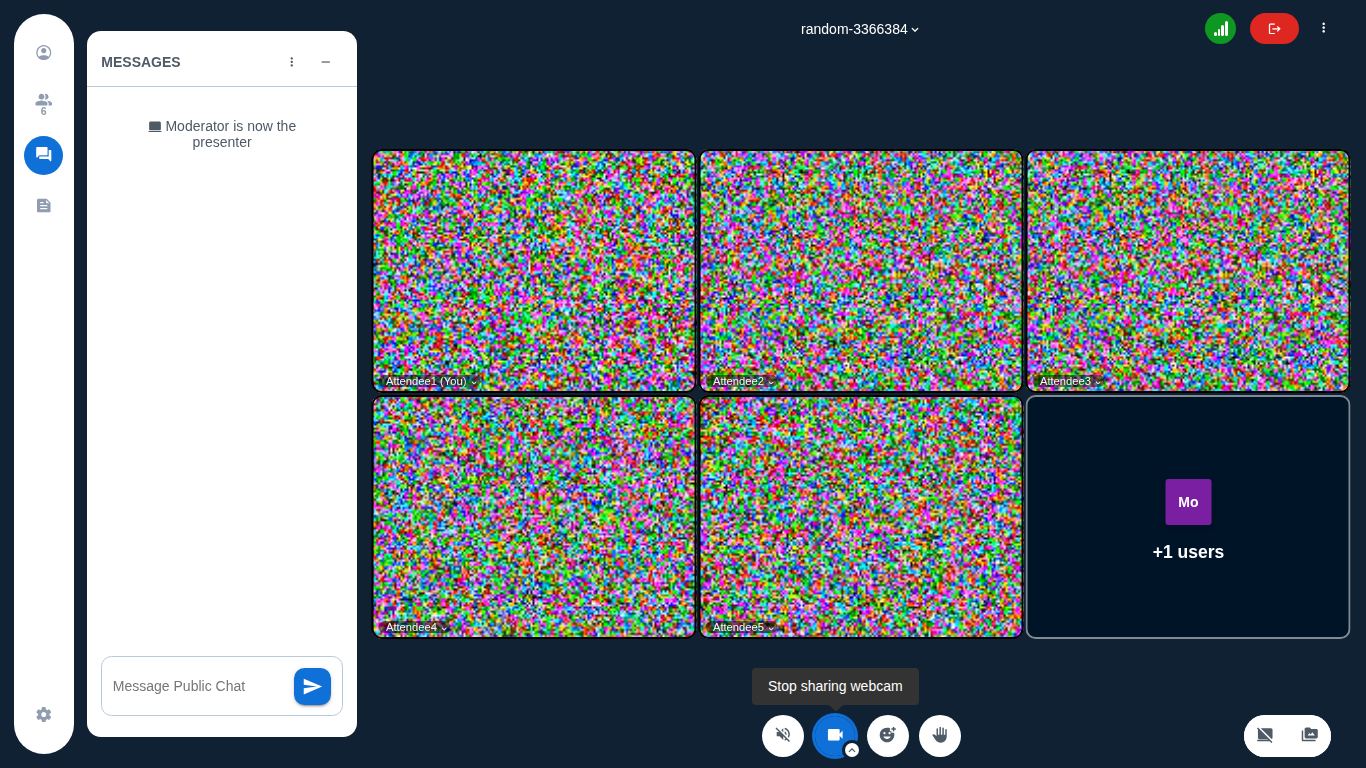 random-3366384
6
MESSAGES
Moderator is now the
presenter
Message Public Chat
Attendee1 (You)
Attendee2
Attendee3
Attendee4
Attendee5
Mo
+1 users
Stop sharing webcam